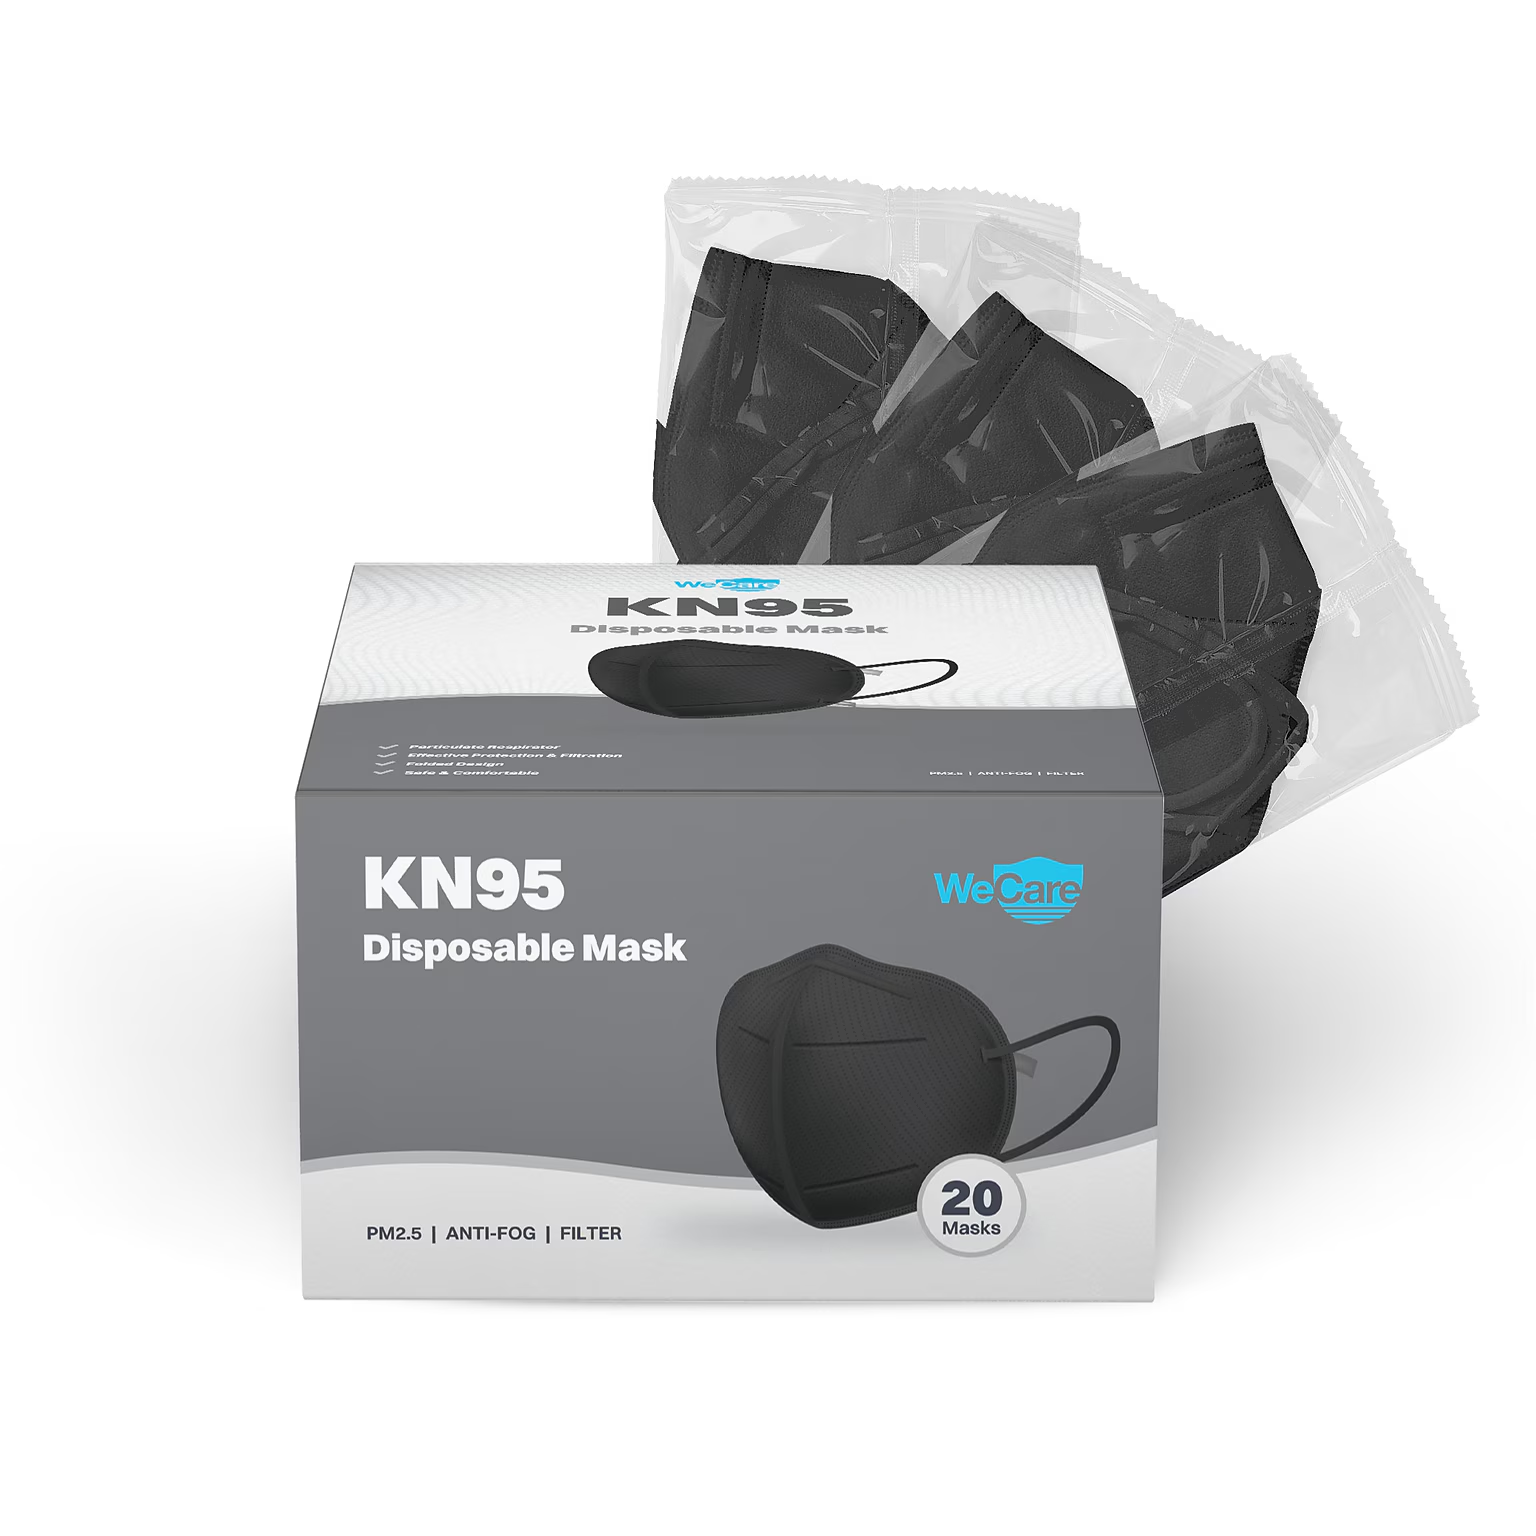 WeCare
KN95
Disposable Mask
Particulate Respirator
Effective Protection & Filtration
Folded Design
Safe & Comfortable
PM2.5 | ANTI-FOG | FILTER
KN95
Disposable Mask
WeCare
20
Masks
PM2.5 | ANTI-FOG | FILTER